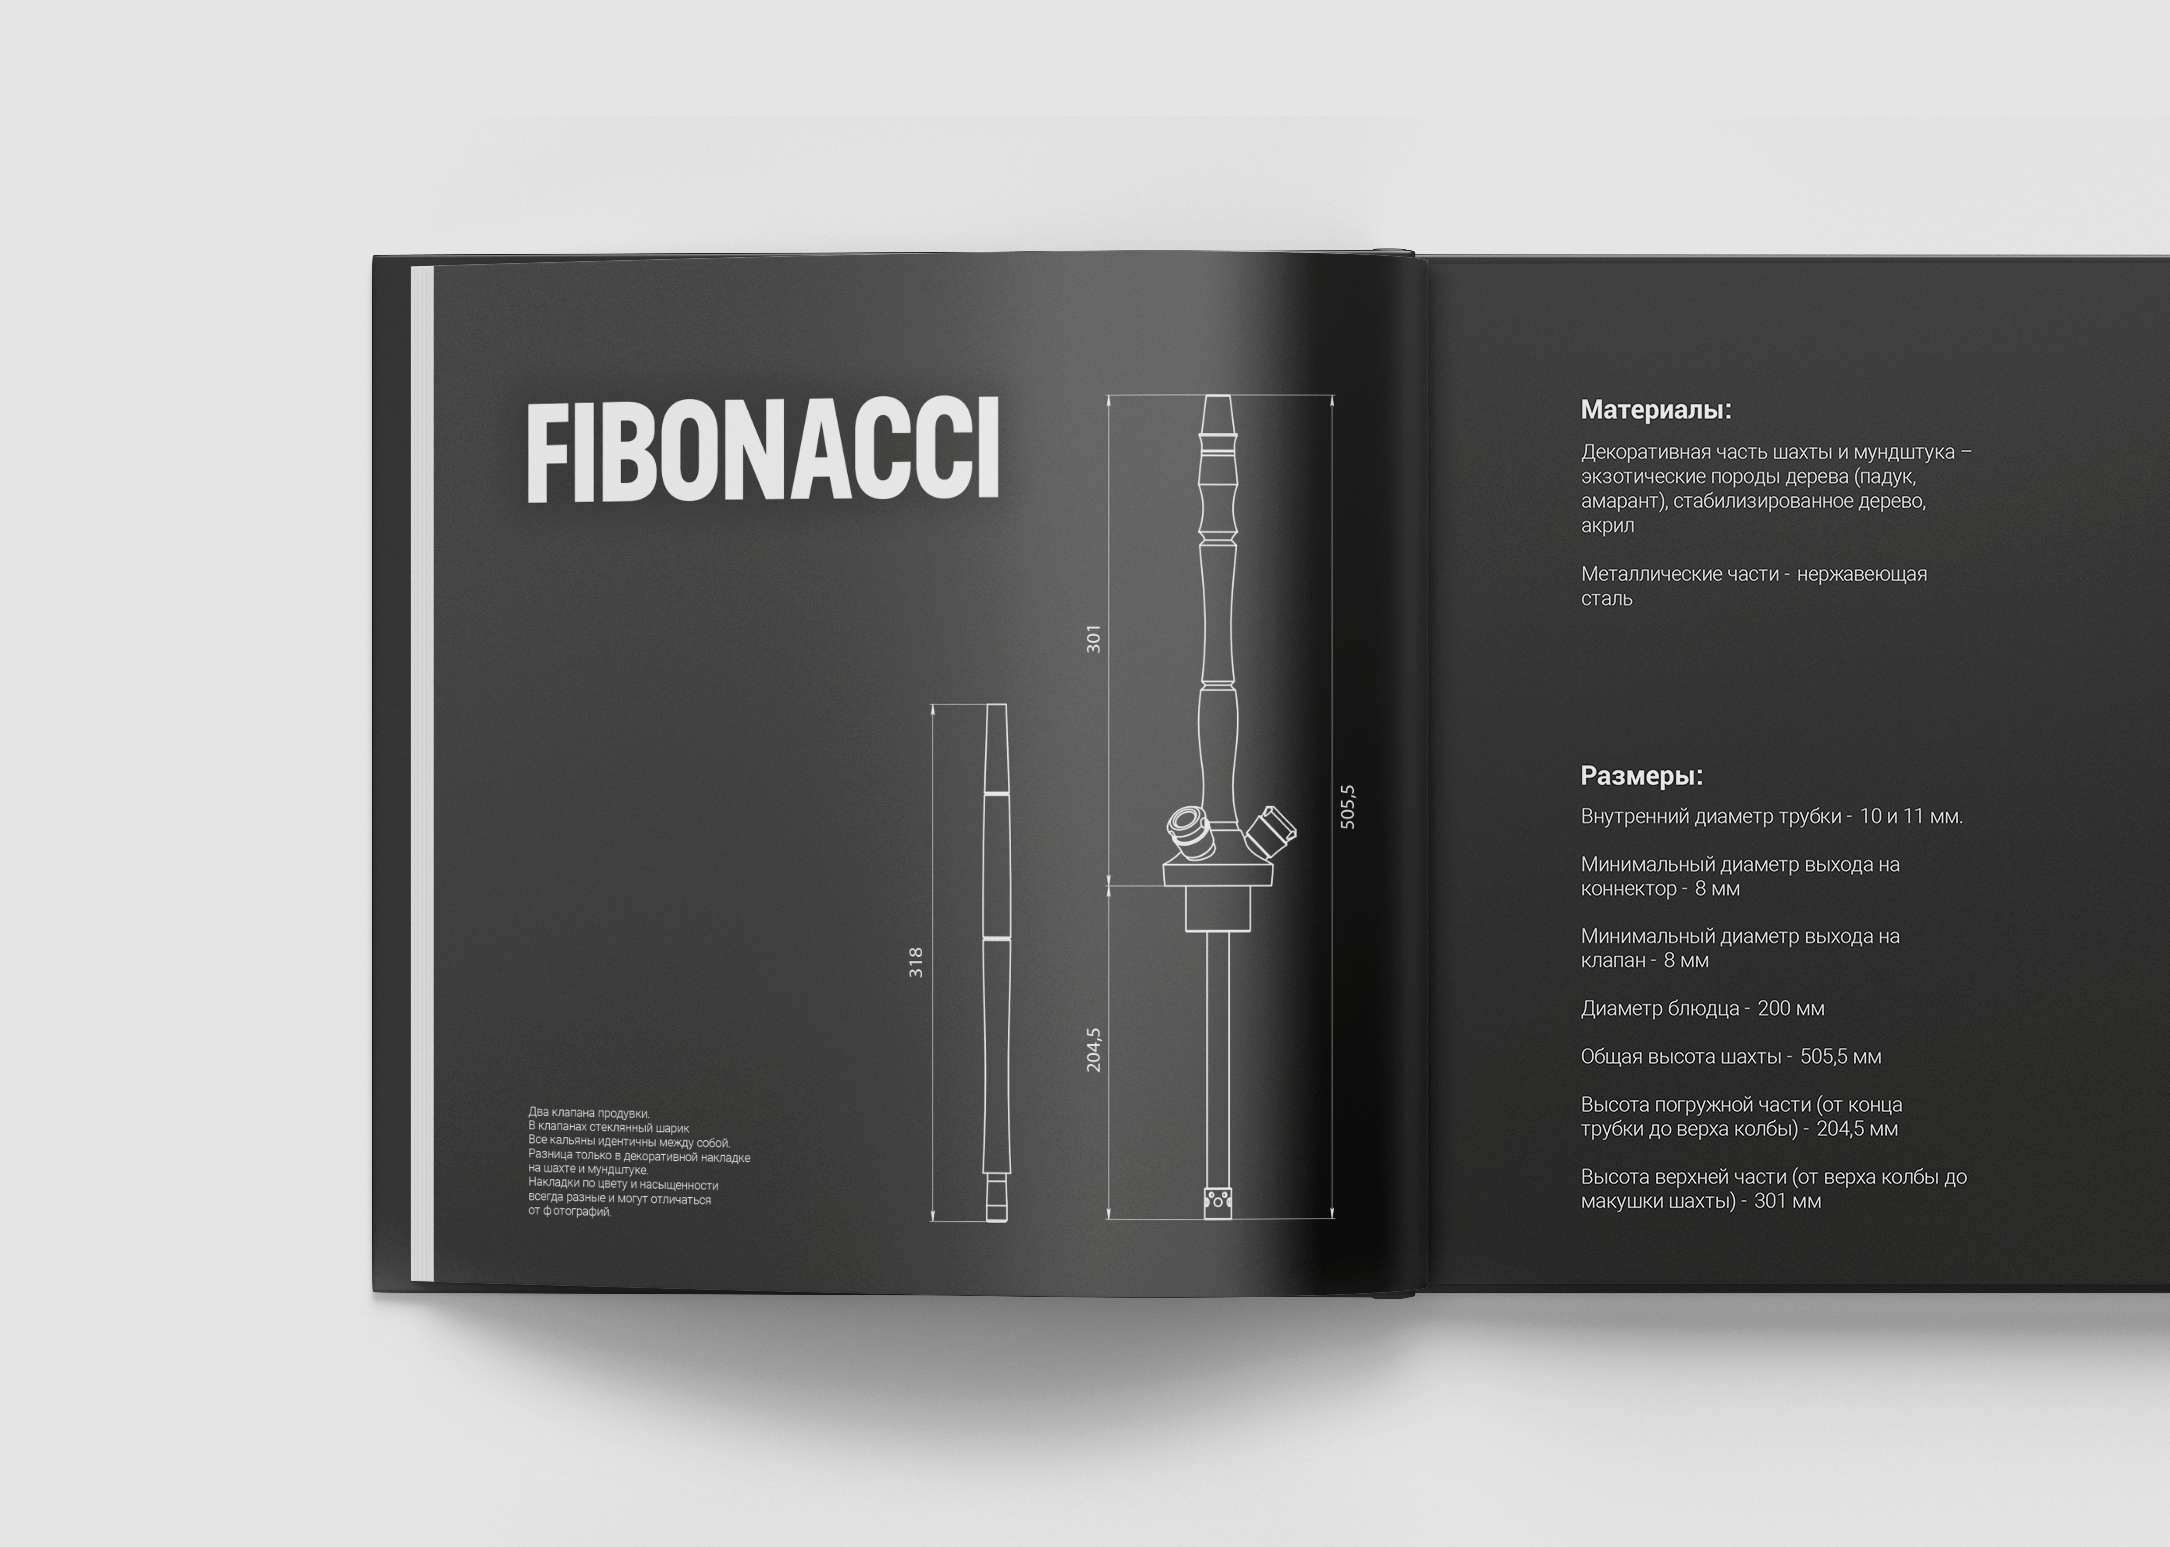 FIBONACCI
301
505,5
318
204,5
Два клапана продувки.
В клапанах стеклянный шарик
Все кальяны идентичны между собой.
Разница только в декоративной накладке
на шахте и мундштуке.
Накладки по цвету и насыщенности
всегда разные и могут отличаться
от ф отографий.
Материалы:
Декоративная часть шахты и мундштука –
экзотические породы дерева (падук,
амарант), стабилизированное дерево,
акрил
Металлические части - нержавеющая
сталь
Размеры:
Внутренний диаметр трубки - 10 и 11 мм.
Минимальный диаметр выхода на
коннектор - 8 мм
Минимальный диаметр выхода на
клапан - 8 мм
Диаметр блюдца - 200 мм
Общая высота шахты - 505,5 мм
Высота погружной части (от конца
трубки до верха колбы) - 204,5 мм
Высота верхней части (от верха колбы до
макушки шахты) - 301 мм